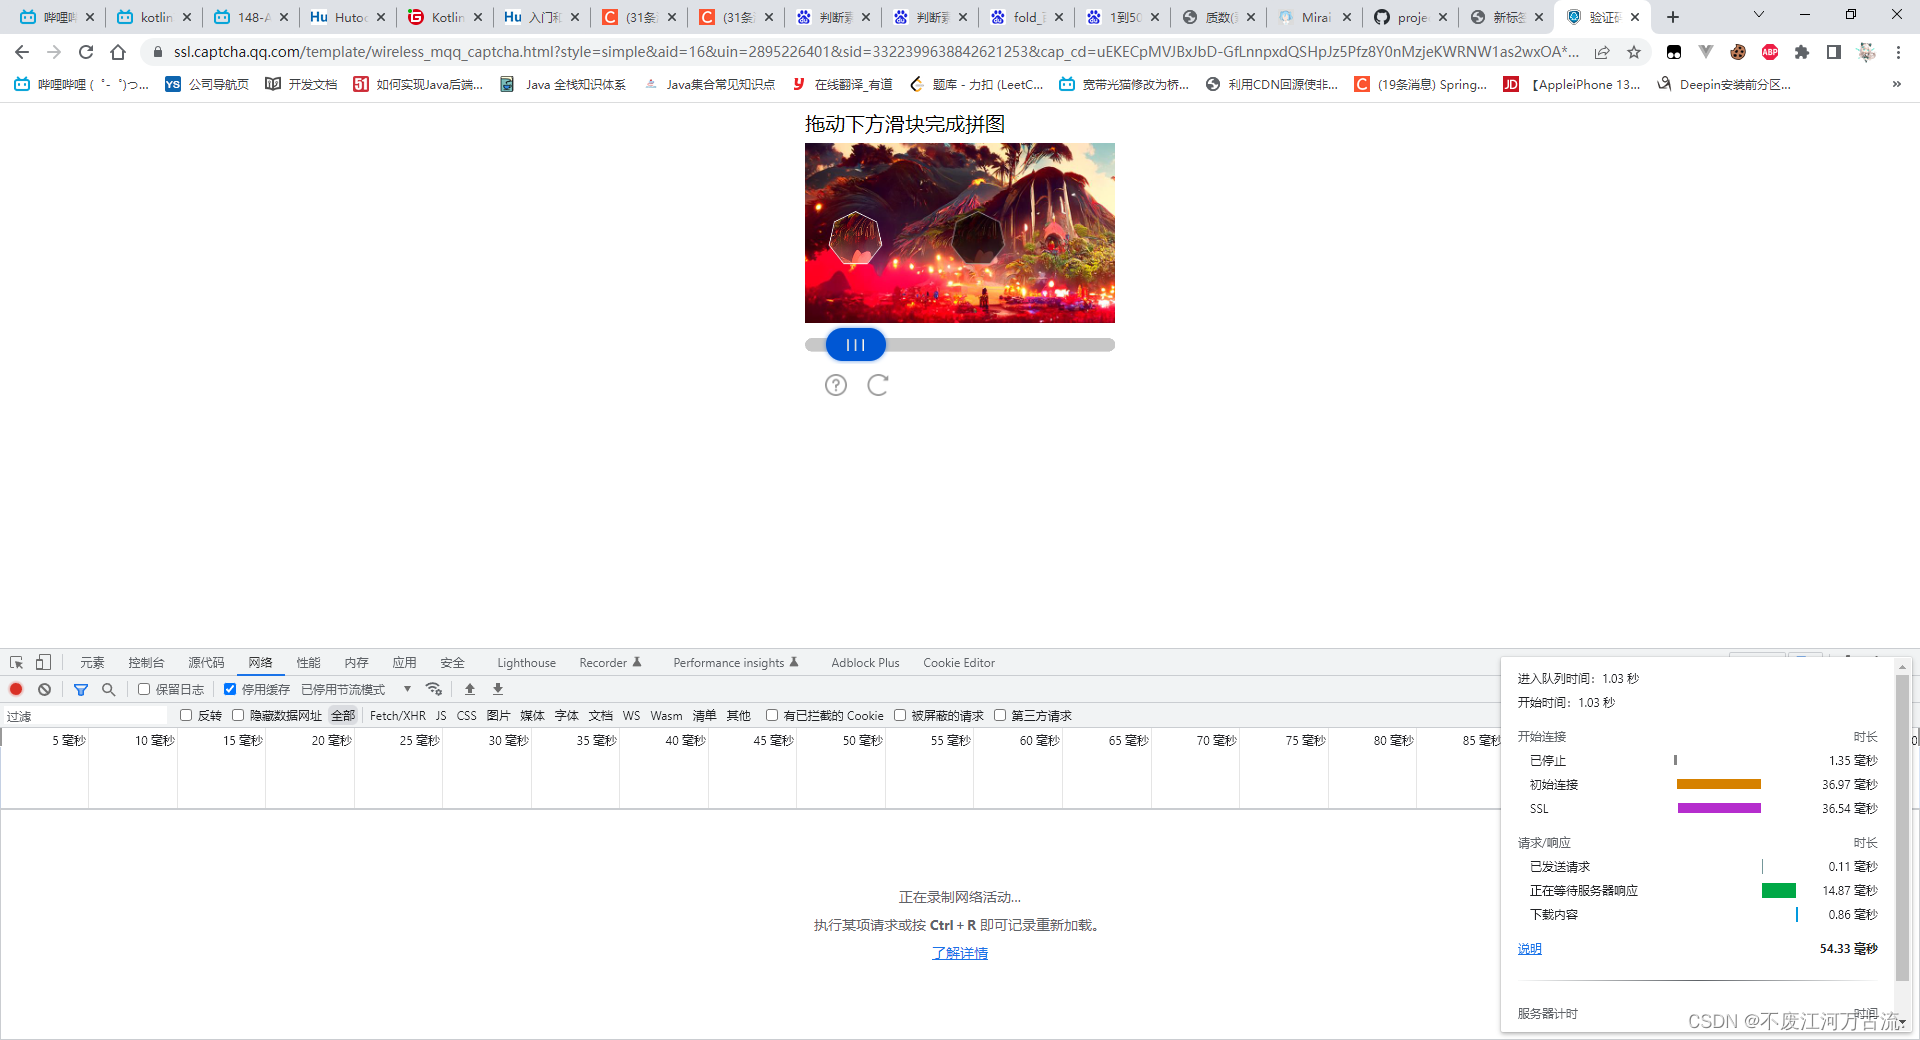 哔哩哔 kotlin 148-A Hutoo Kotlin 入门和 (31条 (31条 判断素 判断素 fold_ 1到50 质数( Mirai projec 新标签 验证码
ssl.captcha.qq.com/template/wireless_mqq_captcha.html?style=simple&aid=16&uin=2895226401&sid=3322399638842621253&cap_cd=uEKECpMVJBxJbD-GfLnnpxdQSHpJz5Pfz8Y0nMzjeKWRNW1as2wxOA*...
哔哩哔哩 ( ゜- ゜)つ... YS 公司导航页 开发文档 51 如何实现Java后端... Java 全栈知识体系 Java集合常见知识点 在线翻译_有道 题库 - 力扣 (LeetC... 宽带光猫修改为桥... 利用CDN回源使非... C (19条消息) Spring... JD 【AppleiPhone 13... Deepin安装前分区... »
拖动下方滑块完成拼图
元素 控制台 源代码 网络 性能 内存 应用 安全 Lighthouse Recorder Performance insights Adblock Plus Cookie Editor
保留日志 停用缓存 已停用节流模式
过滤 反转 隐藏数据网址 全部 Fetch/XHR JS CSS 图片 媒体 字体 文档 WS Wasm 清单 其他 有已拦截的 Cookie 被屏蔽的请求 第三方请求
5 毫秒 10 毫秒 15 毫秒 20 毫秒 25 毫秒 30 毫秒 35 毫秒 40 毫秒 45 毫秒 50 毫秒 55 毫秒 60 毫秒 65 毫秒 70 毫秒 75 毫秒 80 毫秒 85 毫秒
正在录制网络活动...
执行某项请求或按 Ctrl + R 即可记录重新加载。
了解详情
进入队列时间：1.03 秒
开始时间：1.03 秒
开始连接 时长
已停止 1.35 毫秒
初始连接 36.97 毫秒
SSL 36.54 毫秒
请求/响应 时长
已发送请求 0.11 毫秒
正在等待服务器响应 14.87 毫秒
下载内容 0.86 毫秒
说明 54.33 毫秒
服务器计时 时间
CSDN @不废江河万古流.